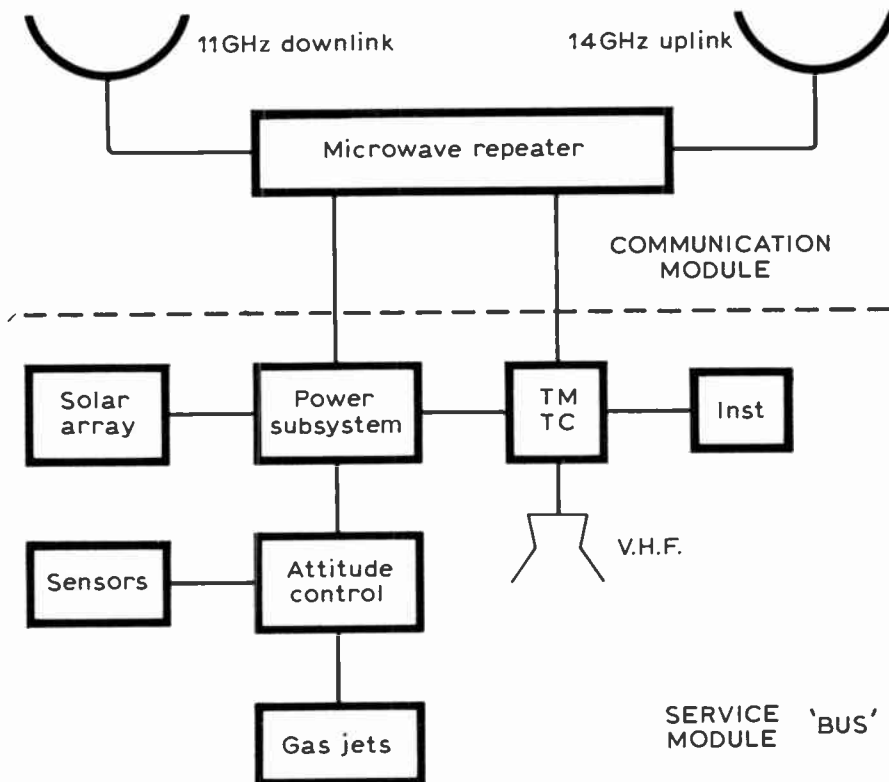 11GHz downlink
14GHz uplink
Microwave repeater
COMMUNICATION
MODULE
Solar
array
Power
subsystem
TM
TC
Inst
Sensors
Attitude
control
V.H.F.
Gas jets
SERVICE 'BUS'
MODULE